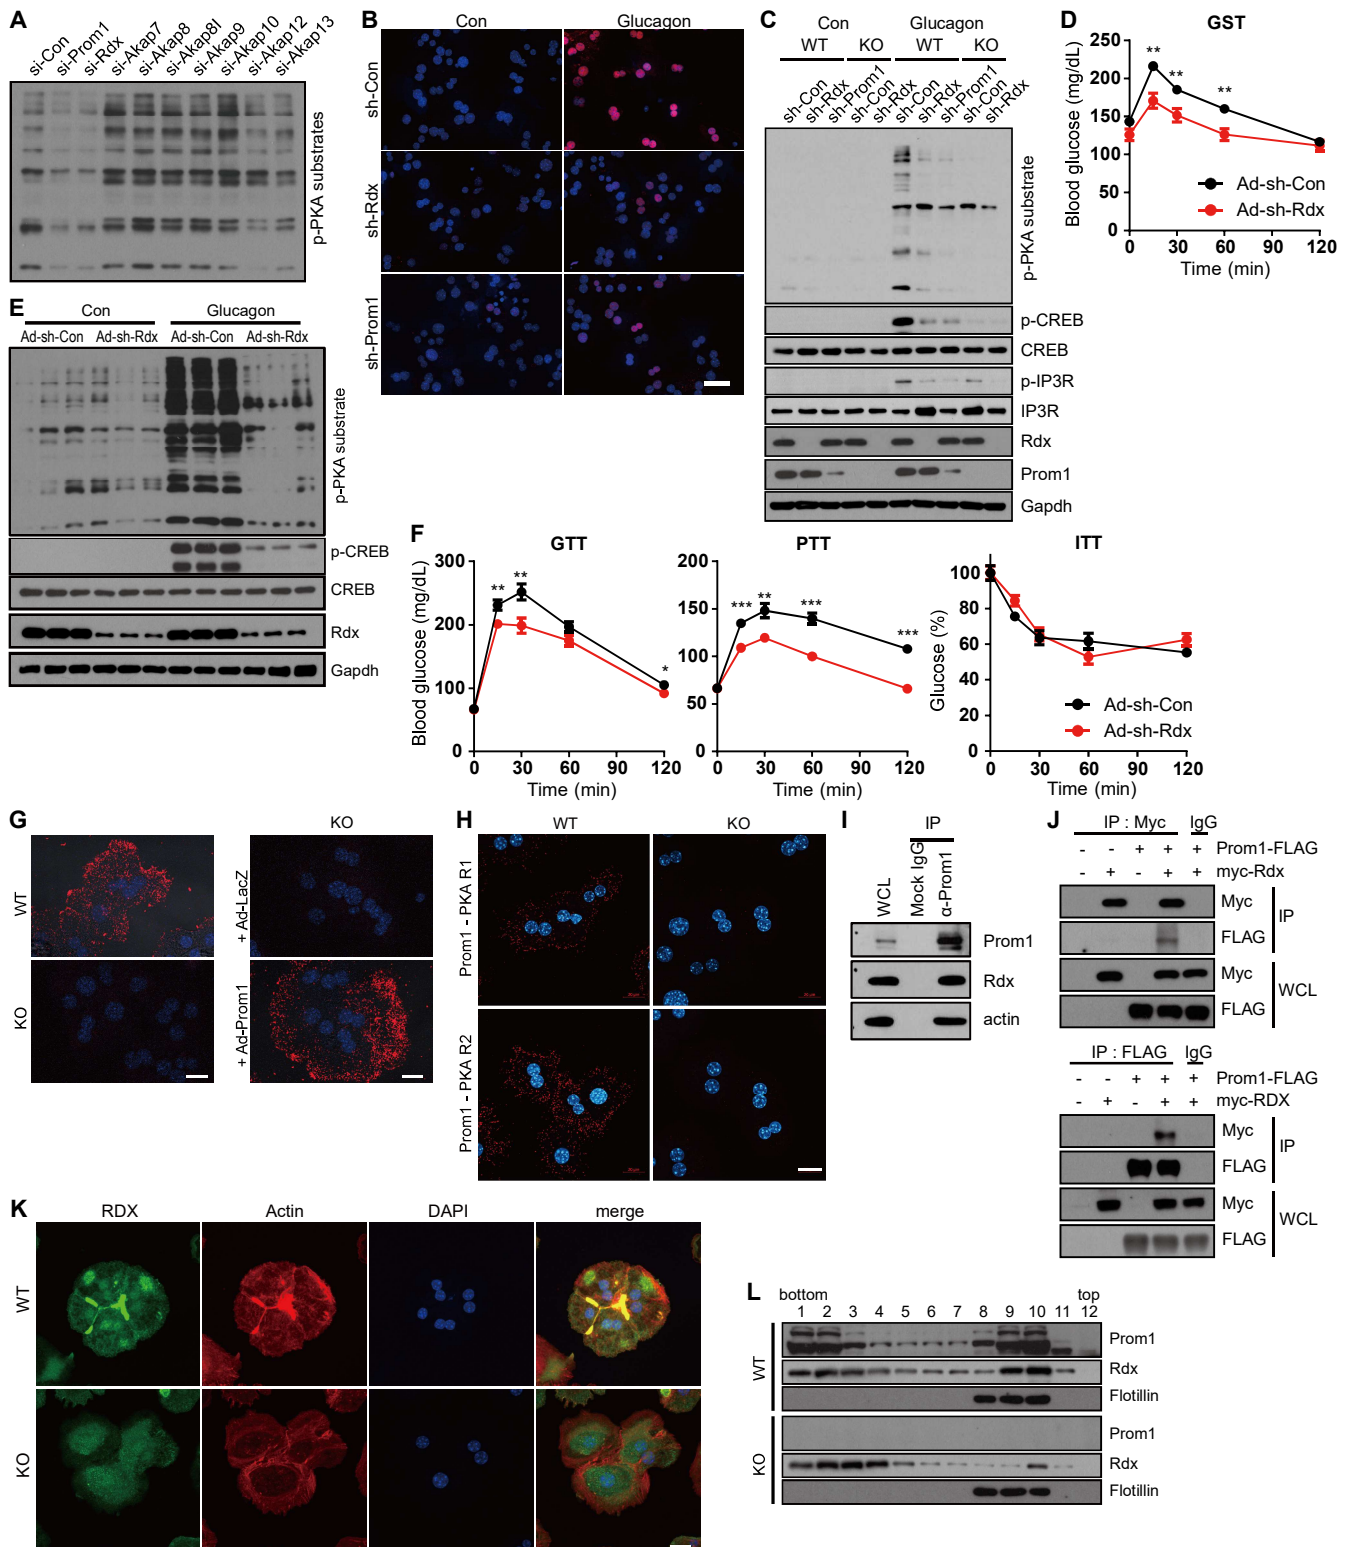 A
si-Con
si-Prom1
si-Rdx
si-Akap7
si-Akap8
si-Akap8l
si-Akap9
si-Akap10
si-Akap12
si-Akap13
p-PKA substrates
B
Con Glucagon
sh-Con
sh-Rdx
sh-Prom1
C
Con Glucagon
WT KO WT KO
sh-Con
sh-Rdx
sh-Prom1
sh-Con
sh-Rdx
sh-Con
sh-Rdx
sh-Prom1
sh-Con
sh-Rdx
p-PKA substrate
p-CREB
CREB
p-IP3R
IP3R
Rdx
Prom1
Gapdh
D
GST
Blood glucose (mg/dL)
250
200
150
100
50
0
** ** **
Ad-sh-Con
Ad-sh-Rdx
0 30 60 90 120
Time (min)
E
Con Glucagon
Ad-sh-Con Ad-sh-Rdx Ad-sh-Con Ad-sh-Rdx
p-PKA substrate
p-CREB
CREB
Rdx
Gapdh
F
GTT
Blood glucose (mg/dL)
300
200
100
0
** ** *
0 30 60 90 120
Time (min)
PTT
200
150
100
50
0
*** ** *** ***
0 30 60 90 120
Time (min)
ITT
Glucose (%)
100
80
60
40
20
0
Ad-sh-Con
Ad-sh-Rdx
0 30 60 90 120
Time (min)
G
KO
WT
KO
+ Ad-LacZ
+ Ad-Prom1
H
WT KO
Prom1 - PKA R1
Prom1 - PKA R2
I
IP
WCL
Mock IgG
α-Prom1
Prom1
Rdx
actin
J
IP : Myc IgG
- - + + + Prom1-FLAG
- + - + + myc-Rdx
Myc
FLAG
IP
Myc
FLAG
WCL
IP : FLAG IgG
- - + + + Prom1-FLAG
- + - + + myc-RDX
Myc
FLAG
IP
Myc
FLAG
WCL
K
RDX Actin DAPI merge
WT
KO
L
bottom top
1 2 3 4 5 6 7 8 9 10 11 12
WT
Prom1
Rdx
Flotillin
KO
Prom1
Rdx
Flotillin